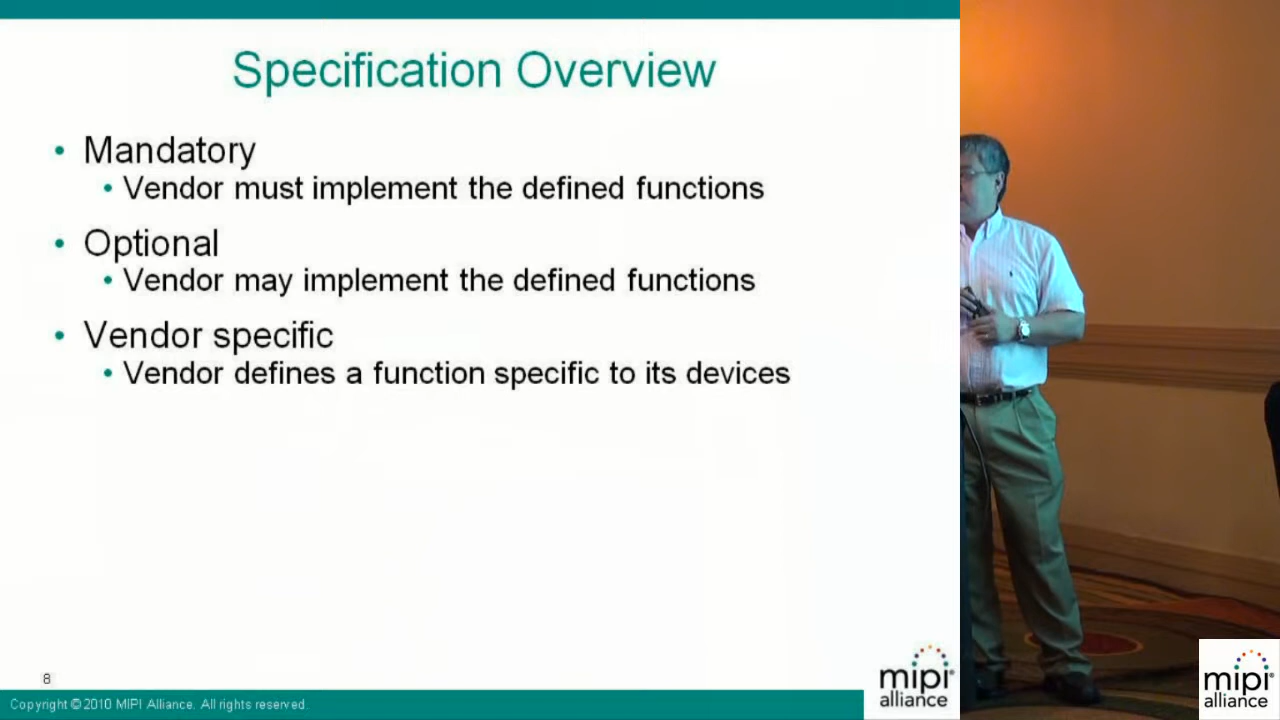 Specification Overview
• Mandatory
• Vendor must implement the defined functions
• Optional
• Vendor may implement the defined functions
• Vendor specific
• Vendor defines a function specific to its devices
8
Copyright © 2010 MIPI Alliance. All rights reserved.
mipi®
alliance
mipi®
alliance